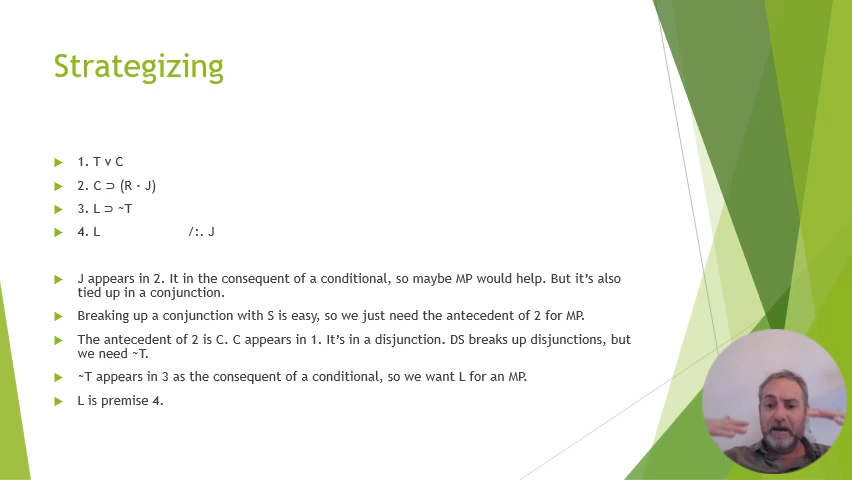 Strategizing
1. T v C
2. C ⊃ (R · J)
3. L ⊃ ~T
4. L /:. J
J appears in 2. It in the consequent of a conditional, so maybe MP would help. But it's also
tied up in a conjunction.
Breaking up a conjunction with S is easy, so we just need the antecedent of 2 for MP.
The antecedent of 2 is C. C appears in 1. It's in a disjunction. DS breaks up disjunctions, but
we need ~T.
~T appears in 3 as the consequent of a conditional, so we want L for an MP.
L is premise 4.